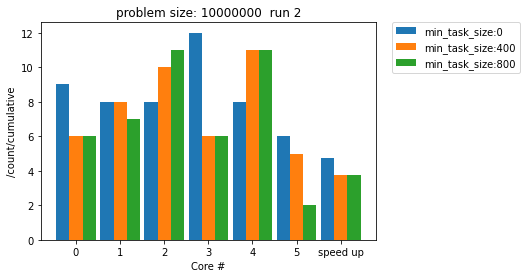 problem size: 10000000  run 2
min_task_size:0
min_task_size:400
min_task_size:800
/count/cumulative
12
10
8
6
4
2
0
0 1 2 3 4 5 speed up
Core #